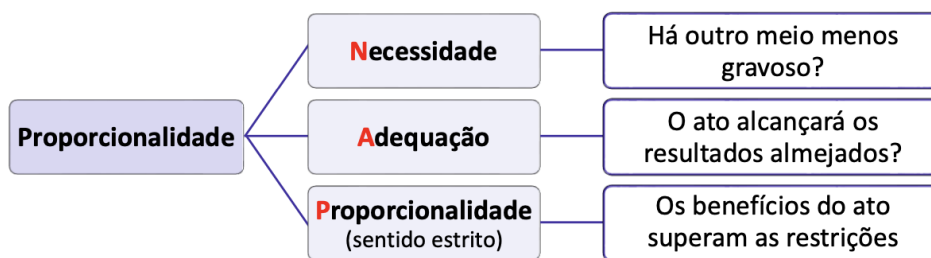 Proporcionalidade
Necessidade
Há outro meio menos
gravoso?
Adequação
O ato alcançará os
resultados almejados?
Proporcionalidade
(sentido estrito)
Os benefícios do ato
superam as restrições